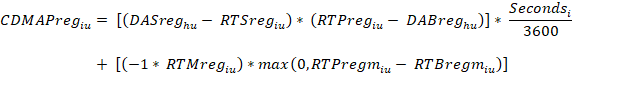 CDMAPreg_iu = [(DASreg_hu − RTSreg_iu) * (RTPreg_iu − DABreg_hu)] * Seconds_i / 3600
+ [(−1 * RTMreg_iu) * max(0, RTPregm_iu − RTBregm_iu)]